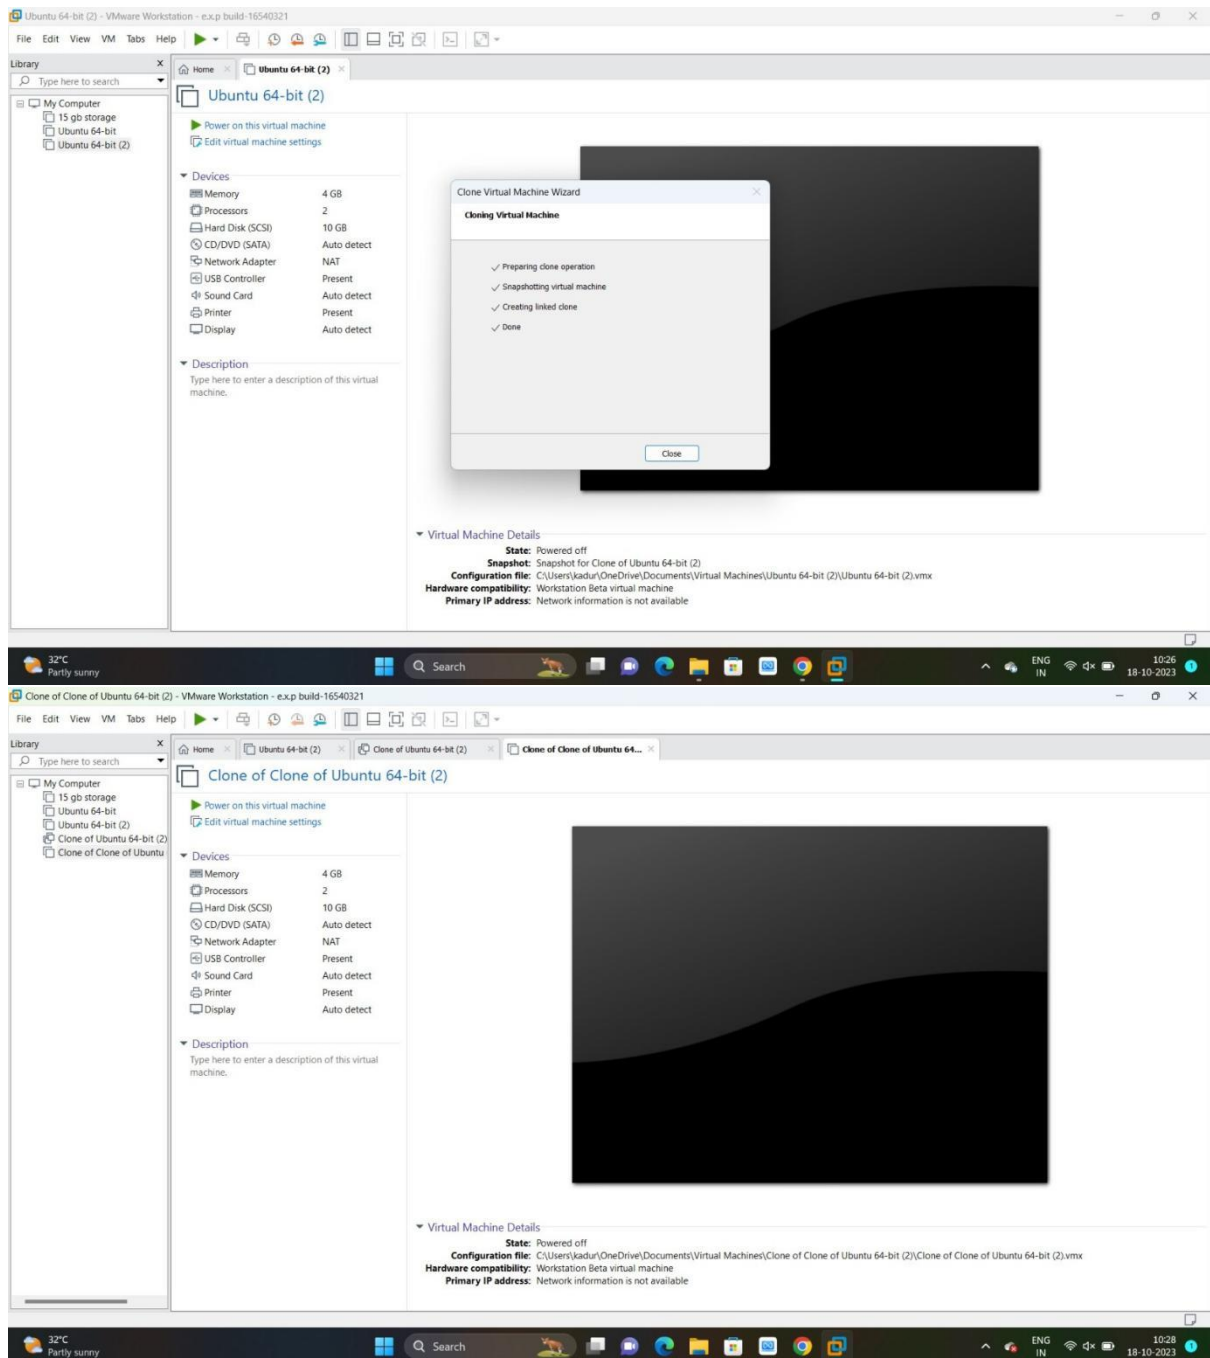 Ubuntu 64-bit (2) - VMware Workstation - e.x.p build-16540321
File Edit View VM Tabs Help
Library X
Home × Ubuntu 64-bit (2) ×
Type here to search
Ubuntu 64-bit (2)
My Computer
15 gb storage
Ubuntu 64-bit
Ubuntu 64-bit (2)
Power on this virtual machine
Edit virtual machine settings
Devices
Memory 4 GB
Processors 2
Hard Disk (SCSI) 10 GB
CD/DVD (SATA) Auto detect
Network Adapter NAT
USB Controller Present
Sound Card Auto detect
Printer Present
Display Auto detect
Description
Type here to enter a description of this virtual
machine.
Clone Virtual Machine Wizard
Cloning Virtual Machine
Preparing clone operation
Snapshotting virtual machine
Creating linked clone
Done
Close
Virtual Machine Details
State: Powered off
Snapshot: Snapshot for Clone of Ubuntu 64-bit (2)
Configuration file: C:\Users\kadur\OneDrive\Documents\Virtual Machines\Ubuntu 64-bit (2)\Ubuntu 64-bit (2).vmx
Hardware compatibility: Workstation Beta virtual machine
Primary IP address: Network information is not available
32°C
Partly sunny
Search
ENG
IN
10:26
18-10-2023
1
Clone of Clone of Ubuntu 64-bit (2) - VMware Workstation - e.x.p build-16540321
File Edit View VM Tabs Help
Library X
Home × Ubuntu 64-bit (2) × Clone of Ubuntu 64-bit (2) × Clone of Clone of Ubuntu 64... ×
Type here to search
Clone of Clone of Ubuntu 64-bit (2)
My Computer
15 gb storage
Ubuntu 64-bit
Ubuntu 64-bit (2)
Clone of Ubuntu 64-bit (2)
Clone of Clone of Ubuntu
Power on this virtual machine
Edit virtual machine settings
Devices
Memory 4 GB
Processors 2
Hard Disk (SCSI) 10 GB
CD/DVD (SATA) Auto detect
Network Adapter NAT
USB Controller Present
Sound Card Auto detect
Printer Present
Display Auto detect
Description
Type here to enter a description of this virtual
machine.
Virtual Machine Details
State: Powered off
Configuration file: C:\Users\kadur\OneDrive\Documents\Virtual Machines\Clone of Clone of Ubuntu 64-bit (2)\Clone of Clone of Ubuntu 64-bit (2).vmx
Hardware compatibility: Workstation Beta virtual machine
Primary IP address: Network information is not available
32°C
Partly sunny
Search
ENG
IN
10:28
18-10-2023
1